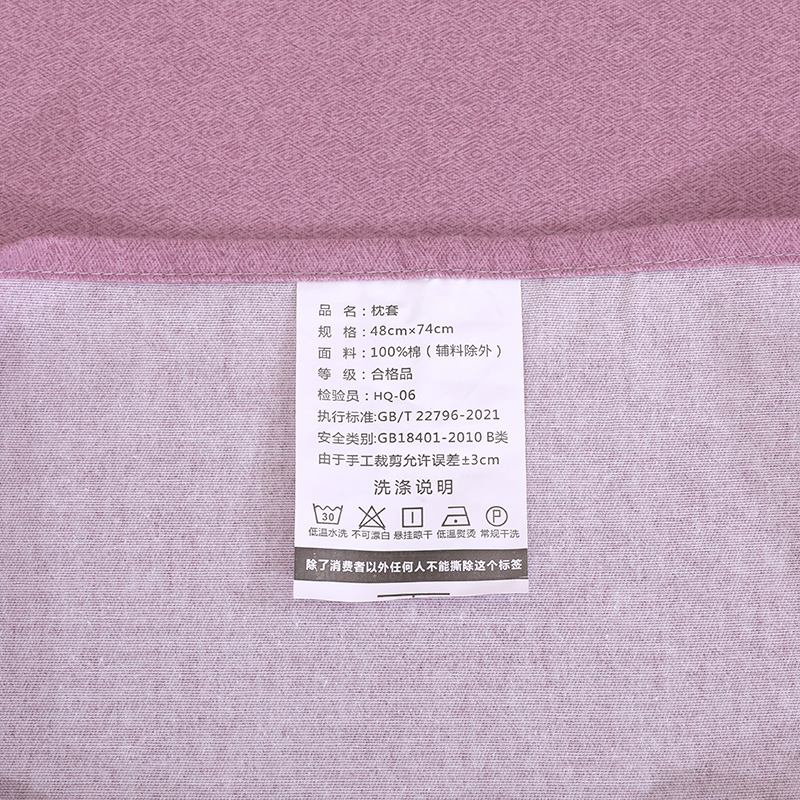 品 名：枕套
规 格：48cm×74cm
面 料：100%棉（辅料除外）
等 级：合格品
检验员：HQ-06
执行标准:GB/T 22796-2021
安全类别:GB18401-2010 B类
由于手工裁剪允许误差±3cm
洗涤说明
30 P
低温水洗 不可漂白 悬挂晾干 低温熨烫 常规干洗
除了消费者以外任何人不能撕除这个标签